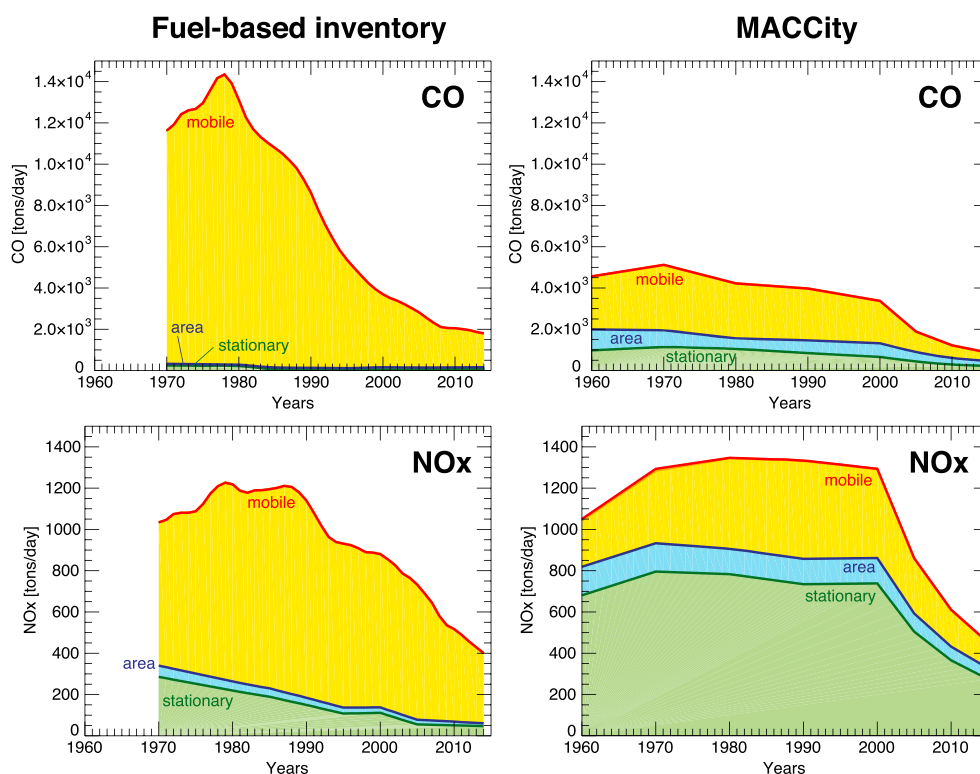 Fuel-based inventory
MACCity
CO
1.4×10⁴
1.2×10⁴
1.0×10⁴
8.0×10³
6.0×10³
4.0×10³
2.0×10³
0
CO [tons/day]
mobile
area
stationary
1960 1970 1980 1990 2000 2010
Years
CO
1.4×10⁴
1.2×10⁴
1.0×10⁴
8.0×10³
6.0×10³
4.0×10³
2.0×10³
0
CO [tons/day]
mobile
area
stationary
1960 1970 1980 1990 2000 2010
Years
NOx
1400
1200
1000
800
600
400
200
0
NOx [tons/day]
mobile
area
stationary
1960 1970 1980 1990 2000 2010
Years
NOx
1400
1200
1000
800
600
400
200
0
NOx [tons/day]
mobile
area
stationary
1960 1970 1980 1990 2000 2010
Years